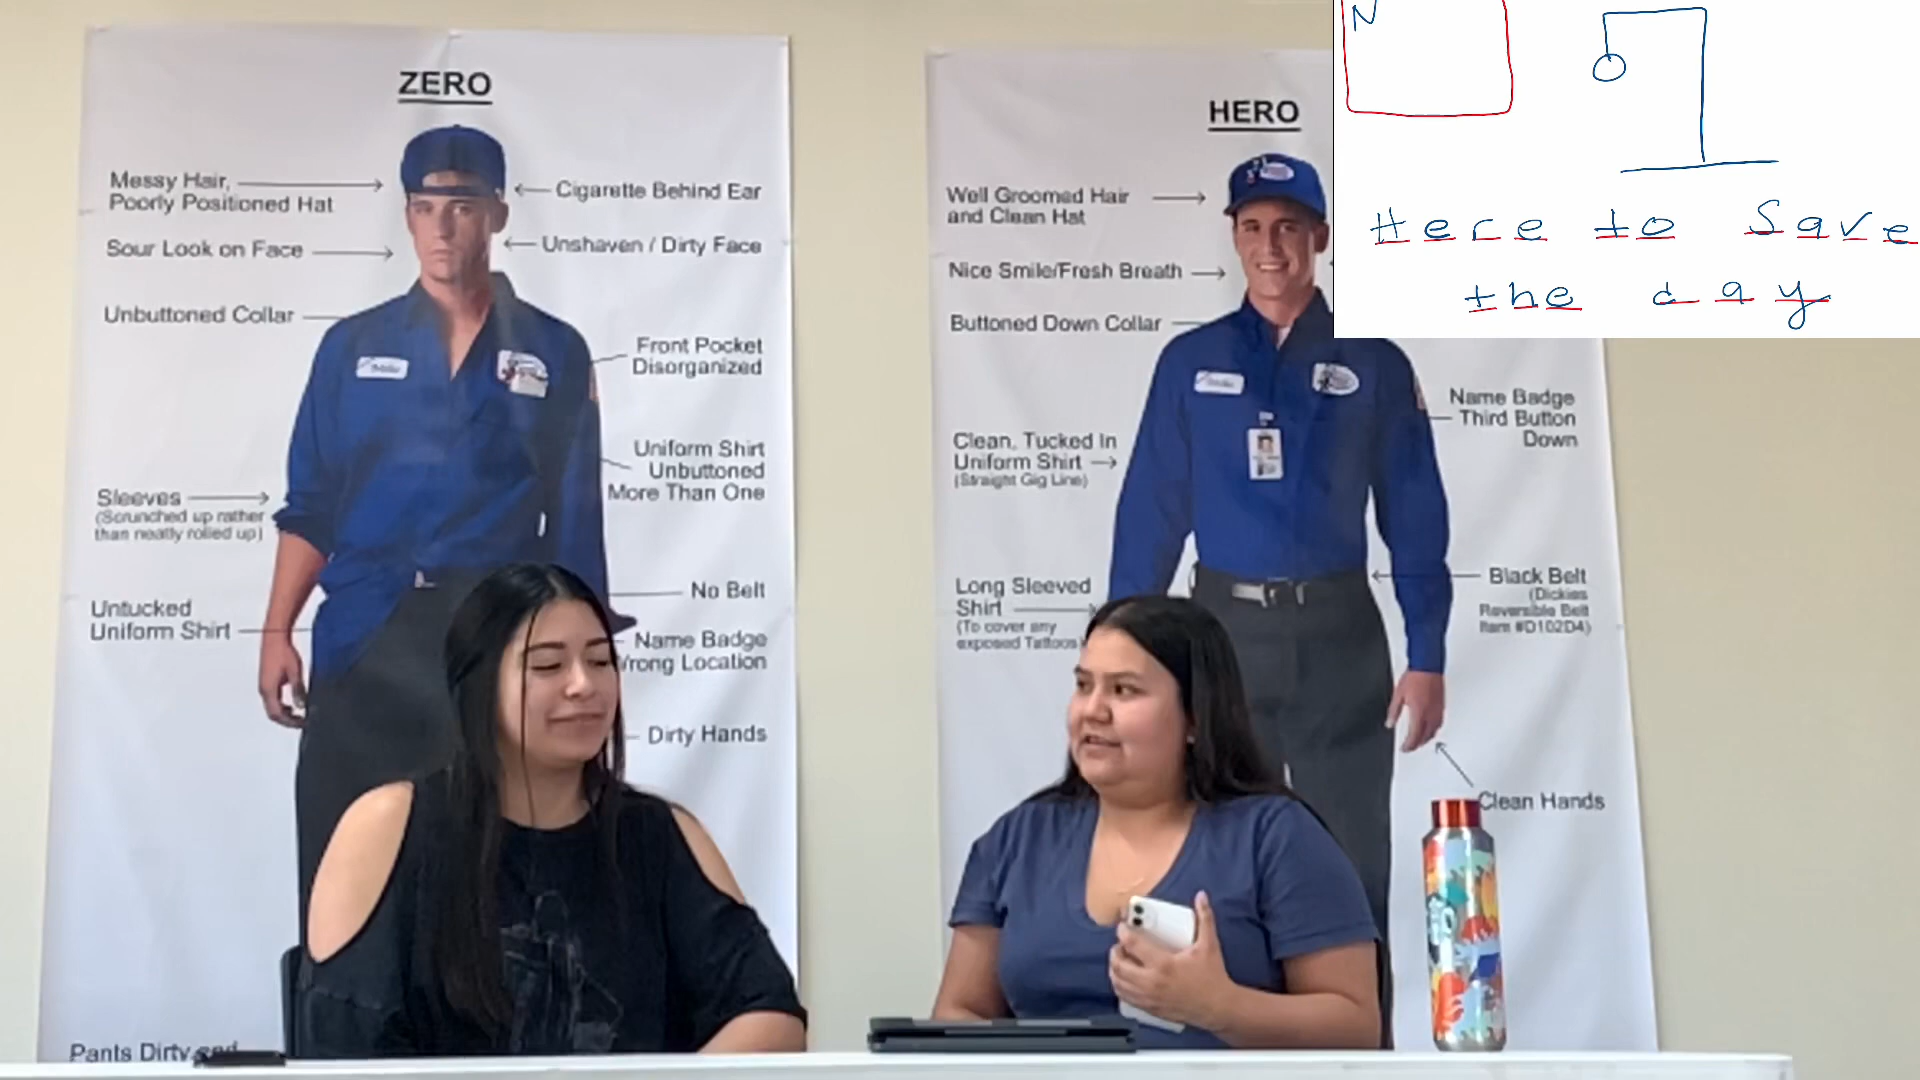 ZERO
Messy Hair,
Poorly Positioned Hat
Cigarette Behind Ear
Sour Look on Face
Unshaven / Dirty Face
Unbuttoned Collar
Front Pocket
Disorganized
Uniform Shirt
Unbuttoned
More Than One
Sleeves
(Scrunched up rather
than neatly rolled up)
No Belt
Untucked
Uniform Shirt
Name Badge
Wrong Location
Dirty Hands
Pants Dirty and
HERO
Well Groomed Hair
and Clean Hat
Nice Smile/Fresh Breath
Buttoned Down Collar
Name Badge
Third Button
Down
Clean, Tucked In
Uniform Shirt
(Straight Gig Line)
Long Sleeved
Shirt
(To cover any
exposed Tattoos)
Black Belt
(Dickies
Reversible Belt
Item #D102D4)
Clean Hands
N
Here to Save
the day